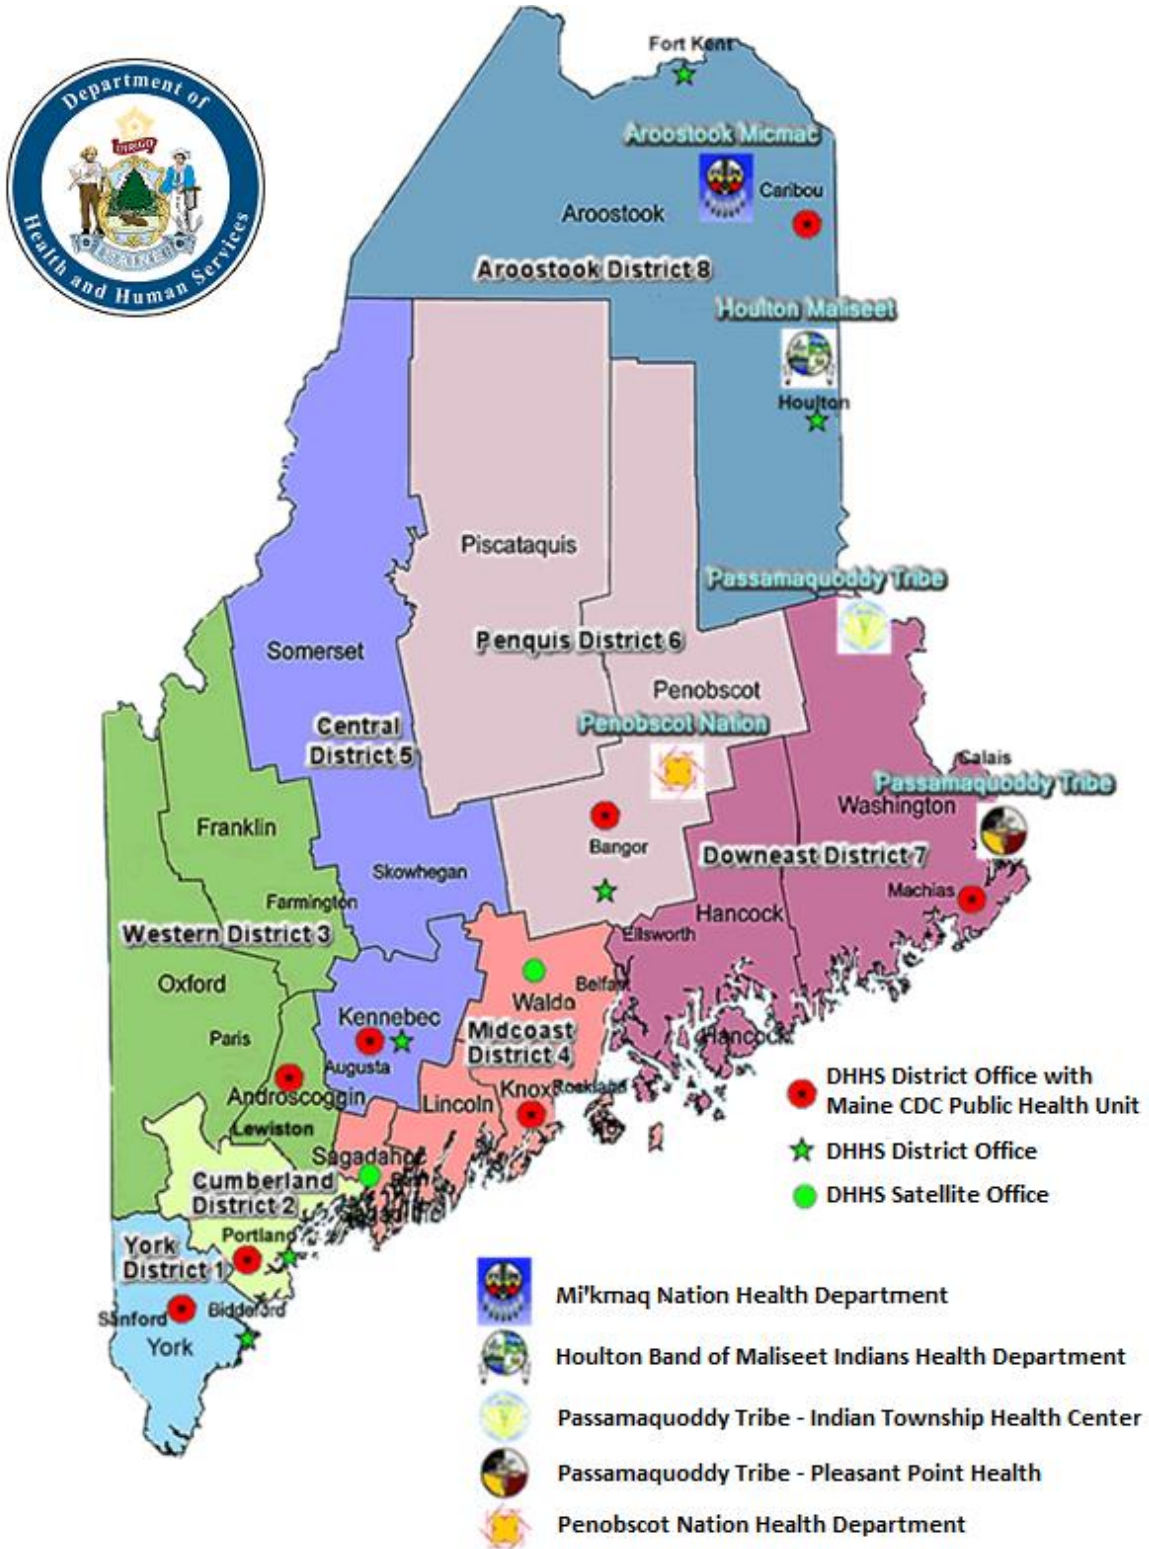 Department of
Health and Human Services
DIRIGO
MAINE
Fort Kent
Aroostook Micmac
Caribou
Aroostook
Aroostook District 8
Houlton Maliseet
Houlton
Piscataquis
Passamaquoddy Tribe
Somerset
Penquis District 6
Penobscot
Penobscot Nation
Central
District 5
Calais
Passamaquoddy Tribe
Washington
Franklin
Bangor
Downeast District 7
Skowhegan
Machias
Farmington
Hancock
Western District 3
Ellsworth
Oxford
Belfast
Waldo
Kennebec
Midcoast
District 4
Hancock
Paris
Augusta
Androscoggin
Lincoln
Knox
Rockland
Lewiston
Sagadahoc
Cumberland
District 2
Portland
York
District 1
Sanford
Biddeford
York
DHHS District Office with
Maine CDC Public Health Unit
DHHS District Office
DHHS Satellite Office
Mi'kmaq Nation Health Department
Houlton Band of Maliseet Indians Health Department
Passamaquoddy Tribe - Indian Township Health Center
Passamaquoddy Tribe - Pleasant Point Health
Penobscot Nation Health Department